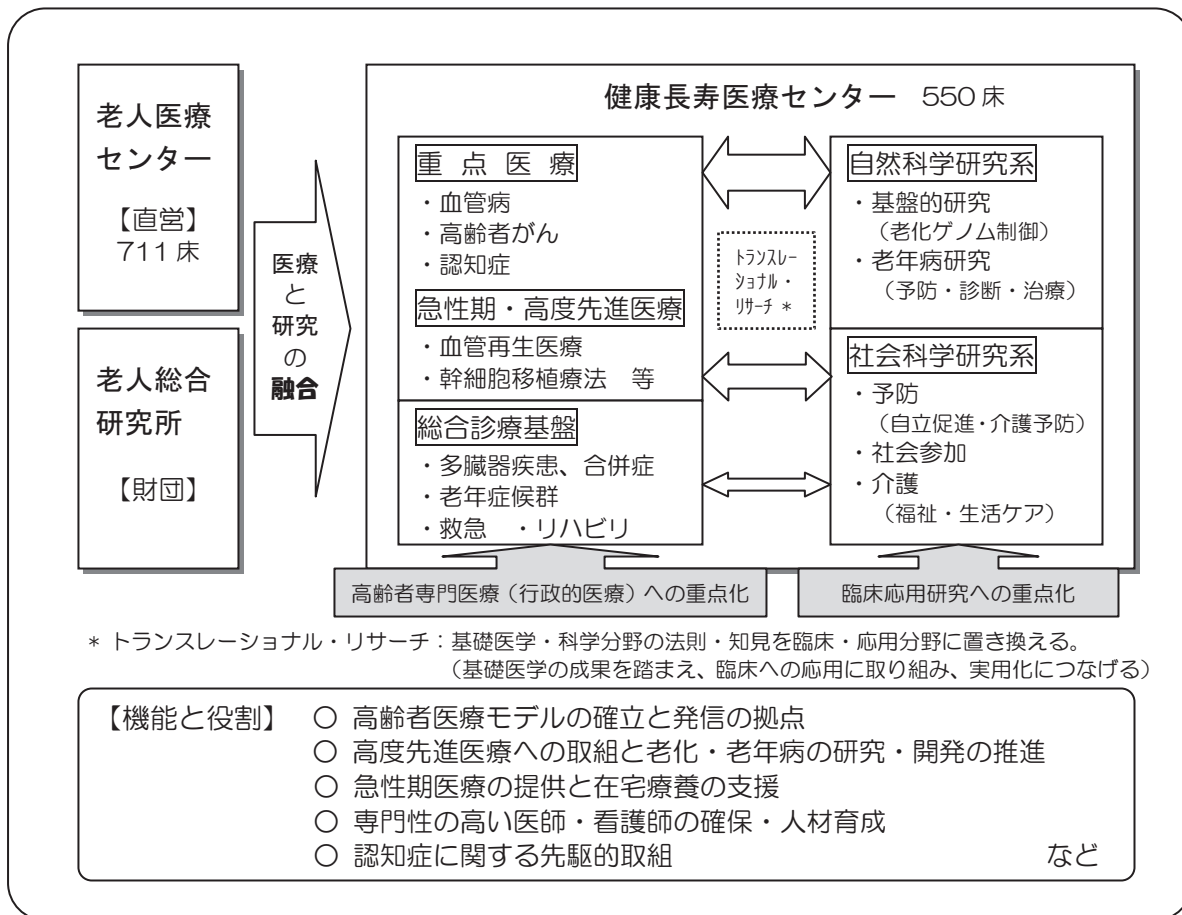 老人医療
センター
【直営】
711 床
老人総合
研究所
【財団】
医療
と
研究
の
融合
健康長寿医療センター 550 床
重 点 医 療
・血管病
・高齢者がん
・認知症
急性期・高度先進医療
・血管再生医療
・幹細胞移植療法 等
総合診療基盤
・多臓器疾患、合併症
・老年症候群
・救急 ・リハビリ
ﾄﾗﾝｽﾚｰ
ｼｮﾅﾙ・
ﾘｻｰﾁ *
自然科学研究系
・基盤的研究
（老化ゲノム制御）
・老年病研究
（予防・診断・治療）
社会科学研究系
・予防
（自立促進・介護予防）
・社会参加
・介護
（福祉・生活ケア）
高齢者専門医療（行政的医療）への重点化
臨床応用研究への重点化
* トランスレーショナル・リサーチ：基礎医学・科学分野の法則・知見を臨床・応用分野に置き換える。
（基礎医学の成果を踏まえ、臨床への応用に取り組み、実用化につなげる）
【機能と役割】 ○ 高齢者医療モデルの確立と発信の拠点
○ 高度先進医療への取組と老化・老年病の研究・開発の推進
○ 急性期医療の提供と在宅療養の支援
○ 専門性の高い医師・看護師の確保・人材育成
○ 認知症に関する先駆的取組 など